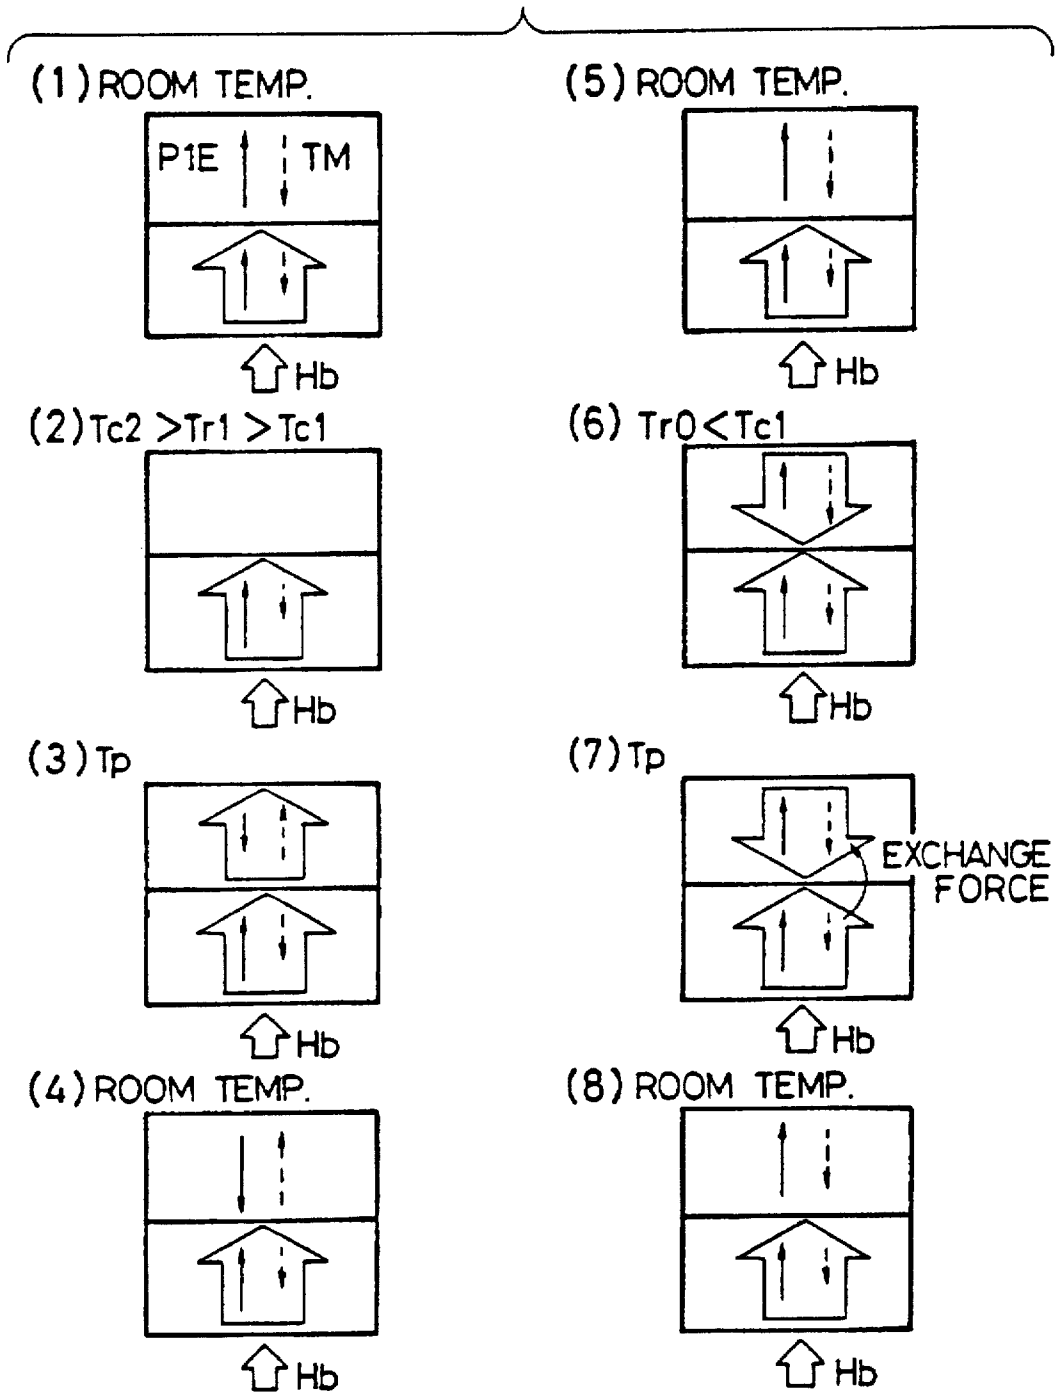 (1) ROOM TEMP.
P1E TM
Hb
(2) Tc2 >Tr1 > Tc1
Hb
(3) Tp
Hb
(4) ROOM TEMP.
Hb
(5) ROOM TEMP.
Hb
(6) Tr0<Tc1
Hb
(7) Tp
EXCHANGE
FORCE
Hb
(8) ROOM TEMP.
Hb